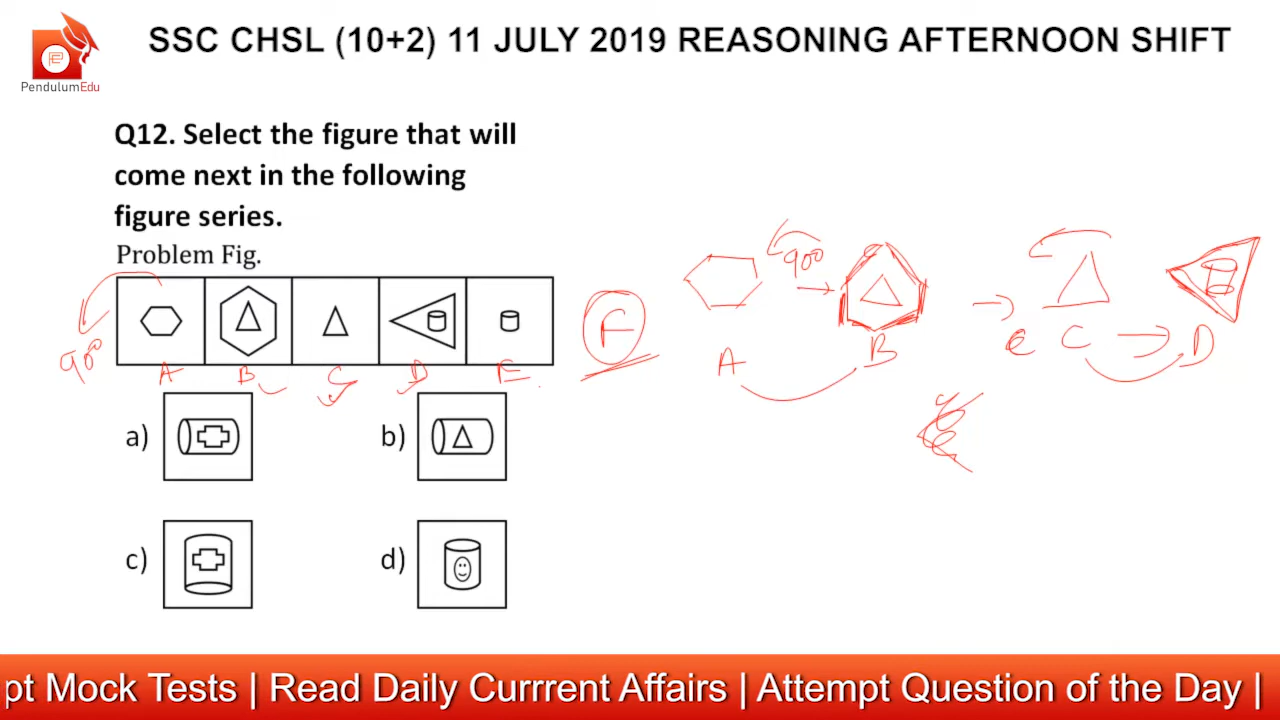 SSC CHSL (10+2) 11 JULY 2019 REASONING AFTERNOON SHIFT
PE
PendulumEdu
Q12. Select the figure that will
come next in the following
figure series.
Problem Fig.
90°
A B C D E
F
90°
A B C D
a) b)
c) d)
pt Mock Tests | Read Daily Currrent Affairs | Attempt Question of the Day |